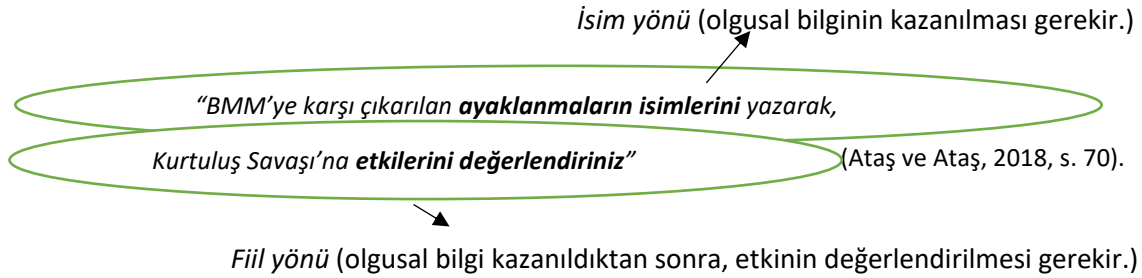 İsim yönü (olgusal bilginin kazanılması gerekir.)
“BMM’ye karşı çıkarılan ayaklanmaların isimlerini yazarak,
Kurtuluş Savaşı’na etkilerini değerlendiriniz”
(Ataş ve Ataş, 2018, s. 70).
Fiil yönü (olgusal bilgi kazanıldıktan sonra, etkinin değerlendirilmesi gerekir.)